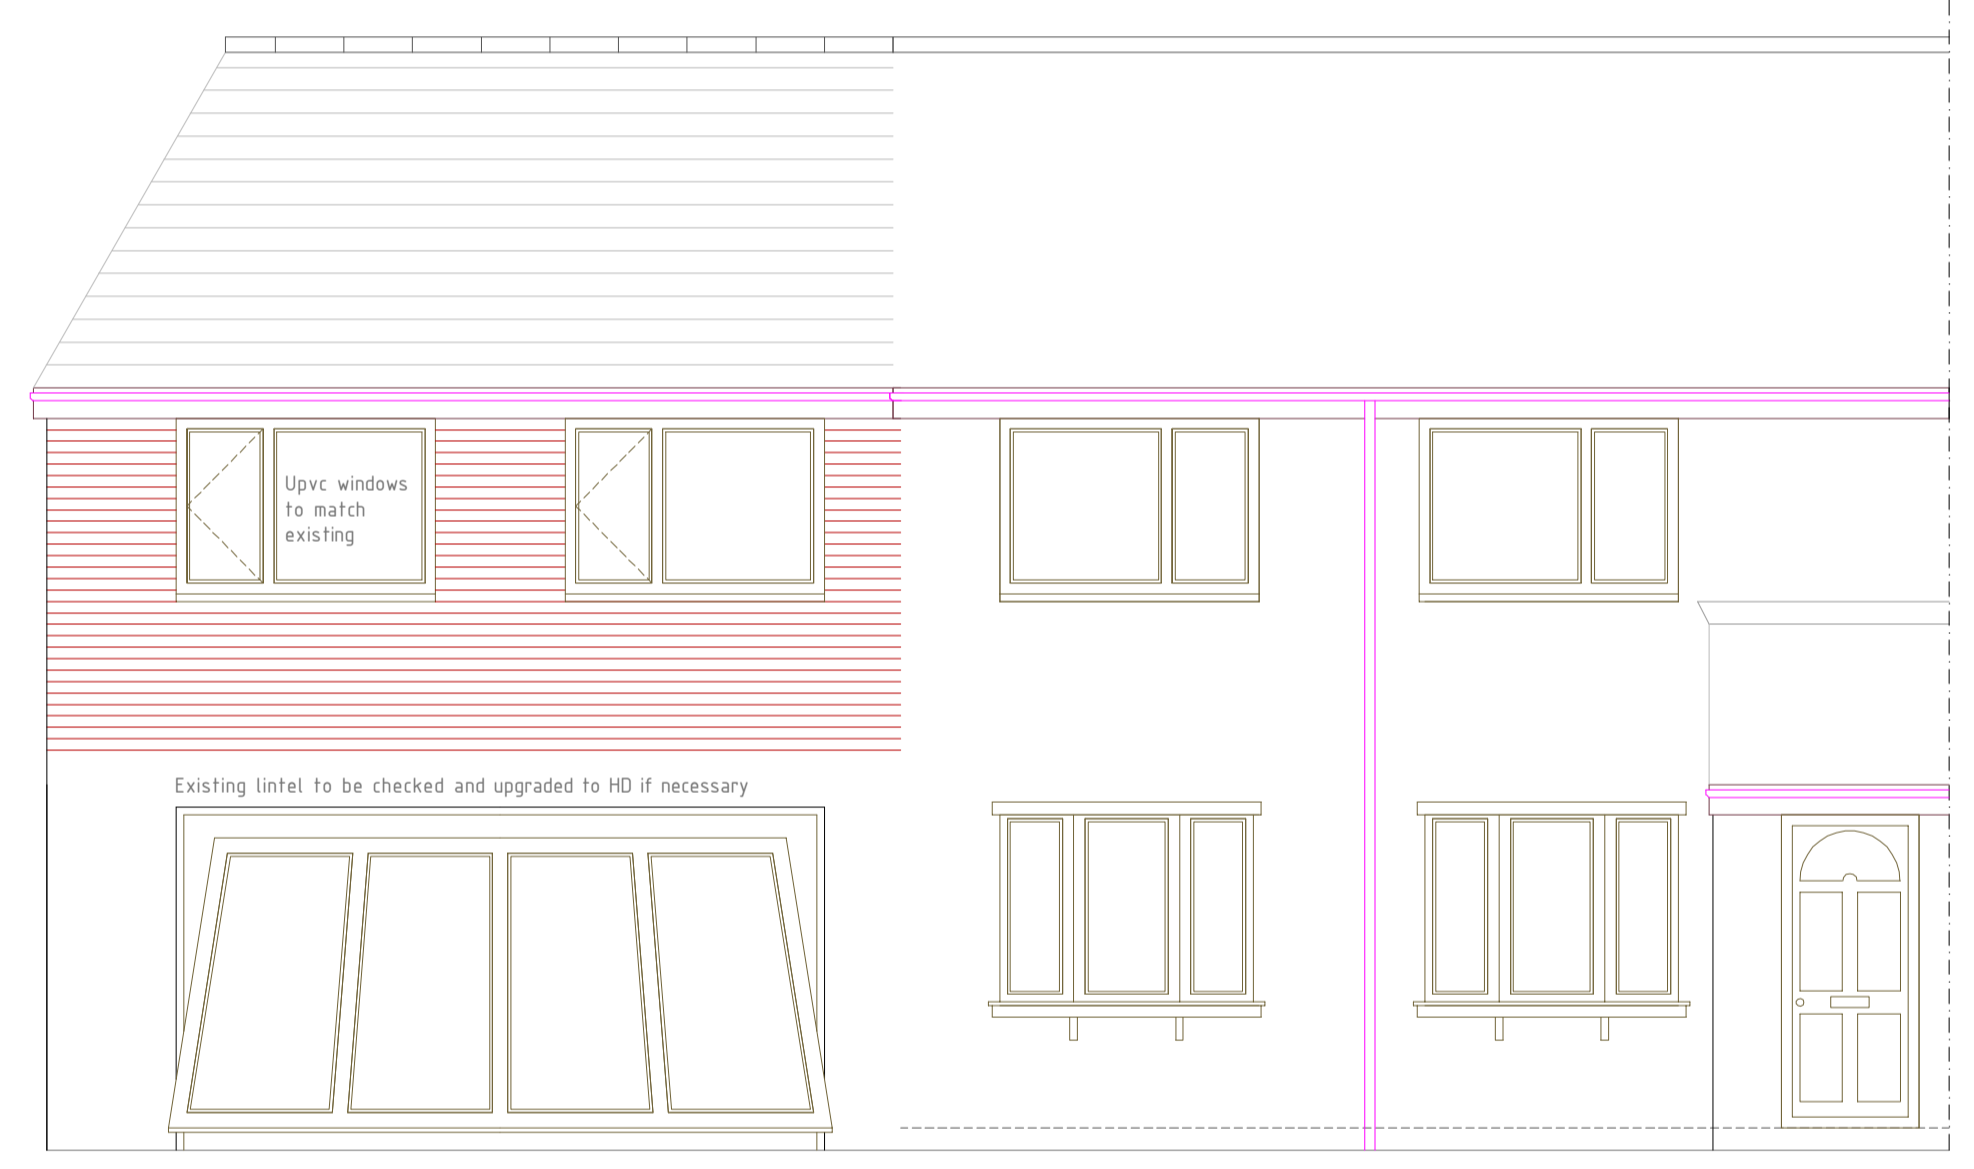 Upvc windows
to match
existing
Existing lintel to be checked and upgraded to HD if necessary